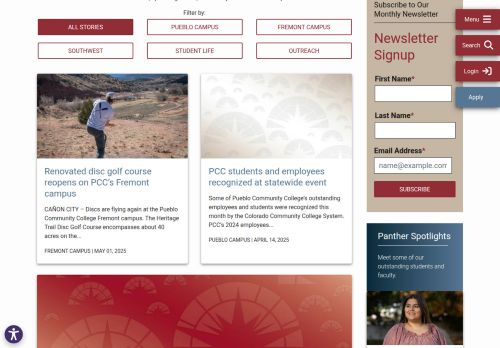 Filter by:
ALL STORIES
PUEBLO CAMPUS
FREMONT CAMPUS
SOUTHWEST
STUDENT LIFE
OUTREACH
Renovated disc golf course
reopens on PCC's Fremont
campus
CAÑON CITY – Discs are flying again at the Pueblo
Community College Fremont campus. The Heritage
Trail Disc Golf Course encompasses about 40
acres on the...
FREMONT CAMPUS | MAY 01, 2025
PCC students and employees
recognized at statewide event
Some of Pueblo Community College's outstanding
employees and students were recognized this
month by the Colorado Community College System.
PCC's 2024 employees...
PUEBLO CAMPUS | APRIL 14, 2025
Subscribe to Our
Monthly Newsletter
Newsletter
Signup
First Name*
Last Name*
Email Address*
name@example.com
SUBSCRIBE
Panther Spotlights
Meet some of our
outstanding students and
faculty.
Menu
Search
Login
Apply